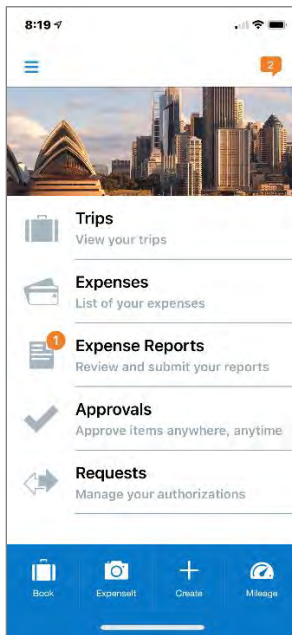 8:19
2
Trips
View your trips
Expenses
List of your expenses
1
Expense Reports
Review and submit your reports
Approvals
Approve items anywhere, anytime
Requests
Manage your authorizations
Book
ExpenseIt
Create
Mileage